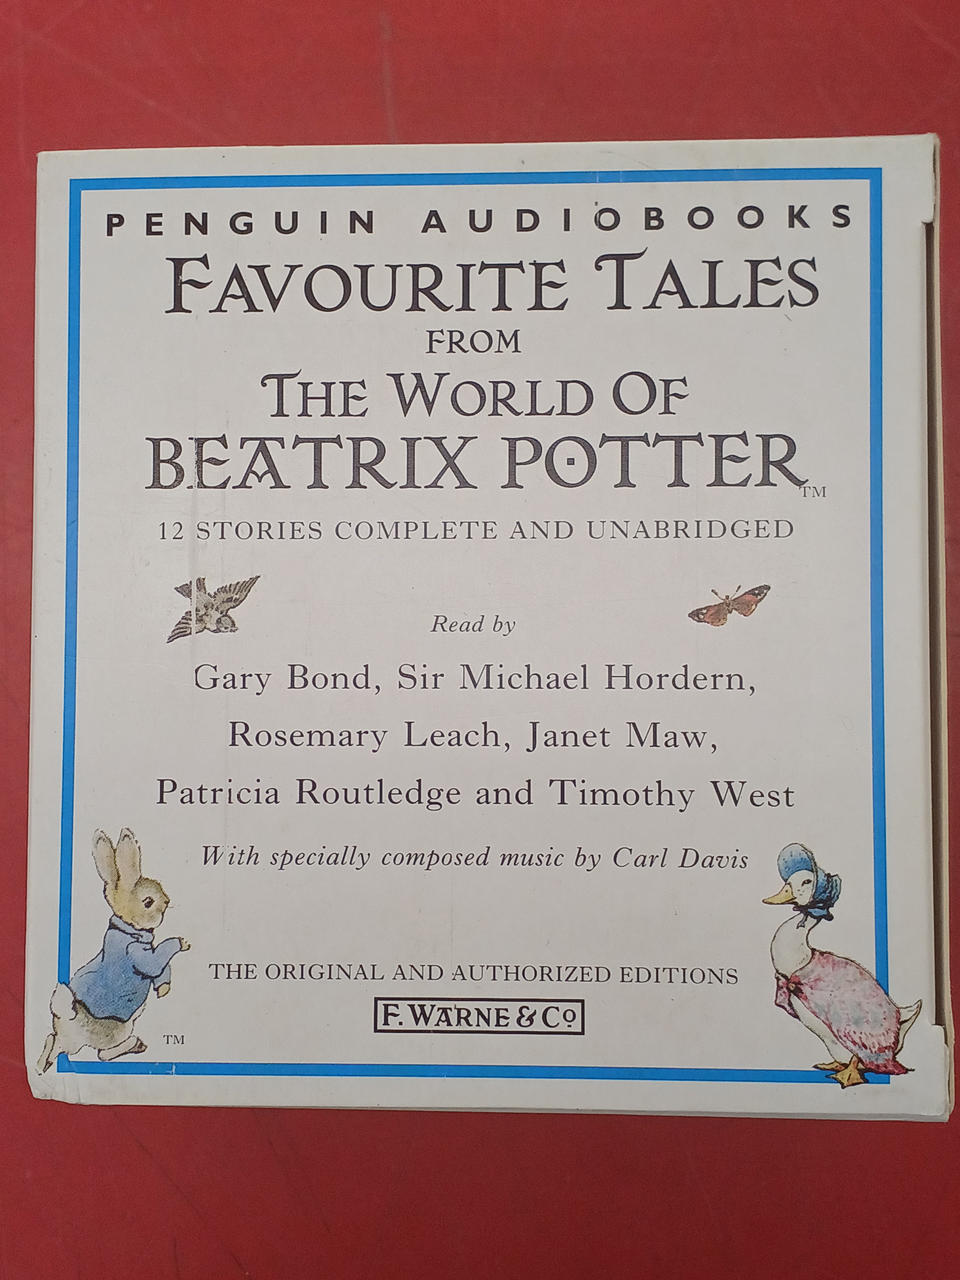 PENGUIN AUDIOBOOKS
FAVOURITE TALES
FROM
THE WORLD OF
BEATRIX POTTER™
12 STORIES COMPLETE AND UNABRIDGED
Read by
Gary Bond, Sir Michael Hordern,
Rosemary Leach, Janet Maw,
Patricia Routledge and Timothy West
With specially composed music by Carl Davis
THE ORIGINAL AND AUTHORIZED EDITIONS
F. WARNE & Co
TM